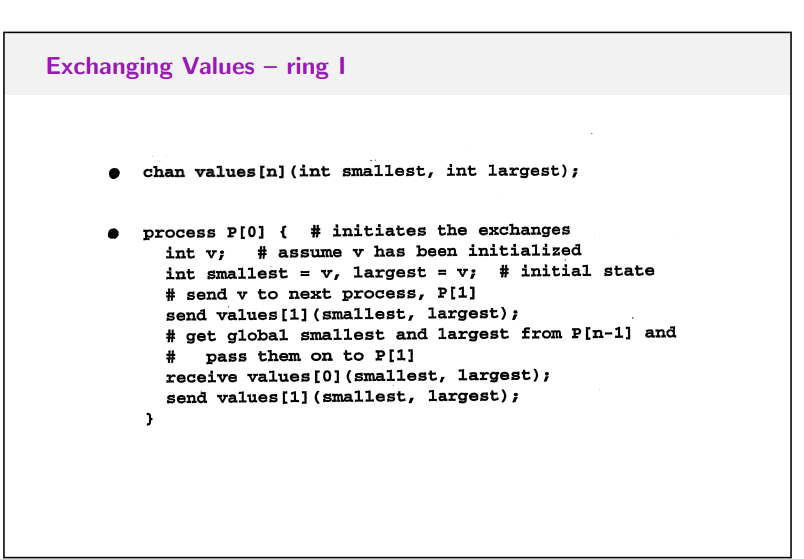 Exchanging Values – ring I
● chan values[n](int smallest, int largest);
● process P[0] {  # initiates the exchanges
int v;   # assume v has been initialized
int smallest = v, largest = v;  # initial state
# send v to next process, P[1]
send values[1](smallest, largest);
# get global smallest and largest from P[n-1] and
#   pass them on to P[1]
receive values[0](smallest, largest);
send values[1](smallest, largest);
}